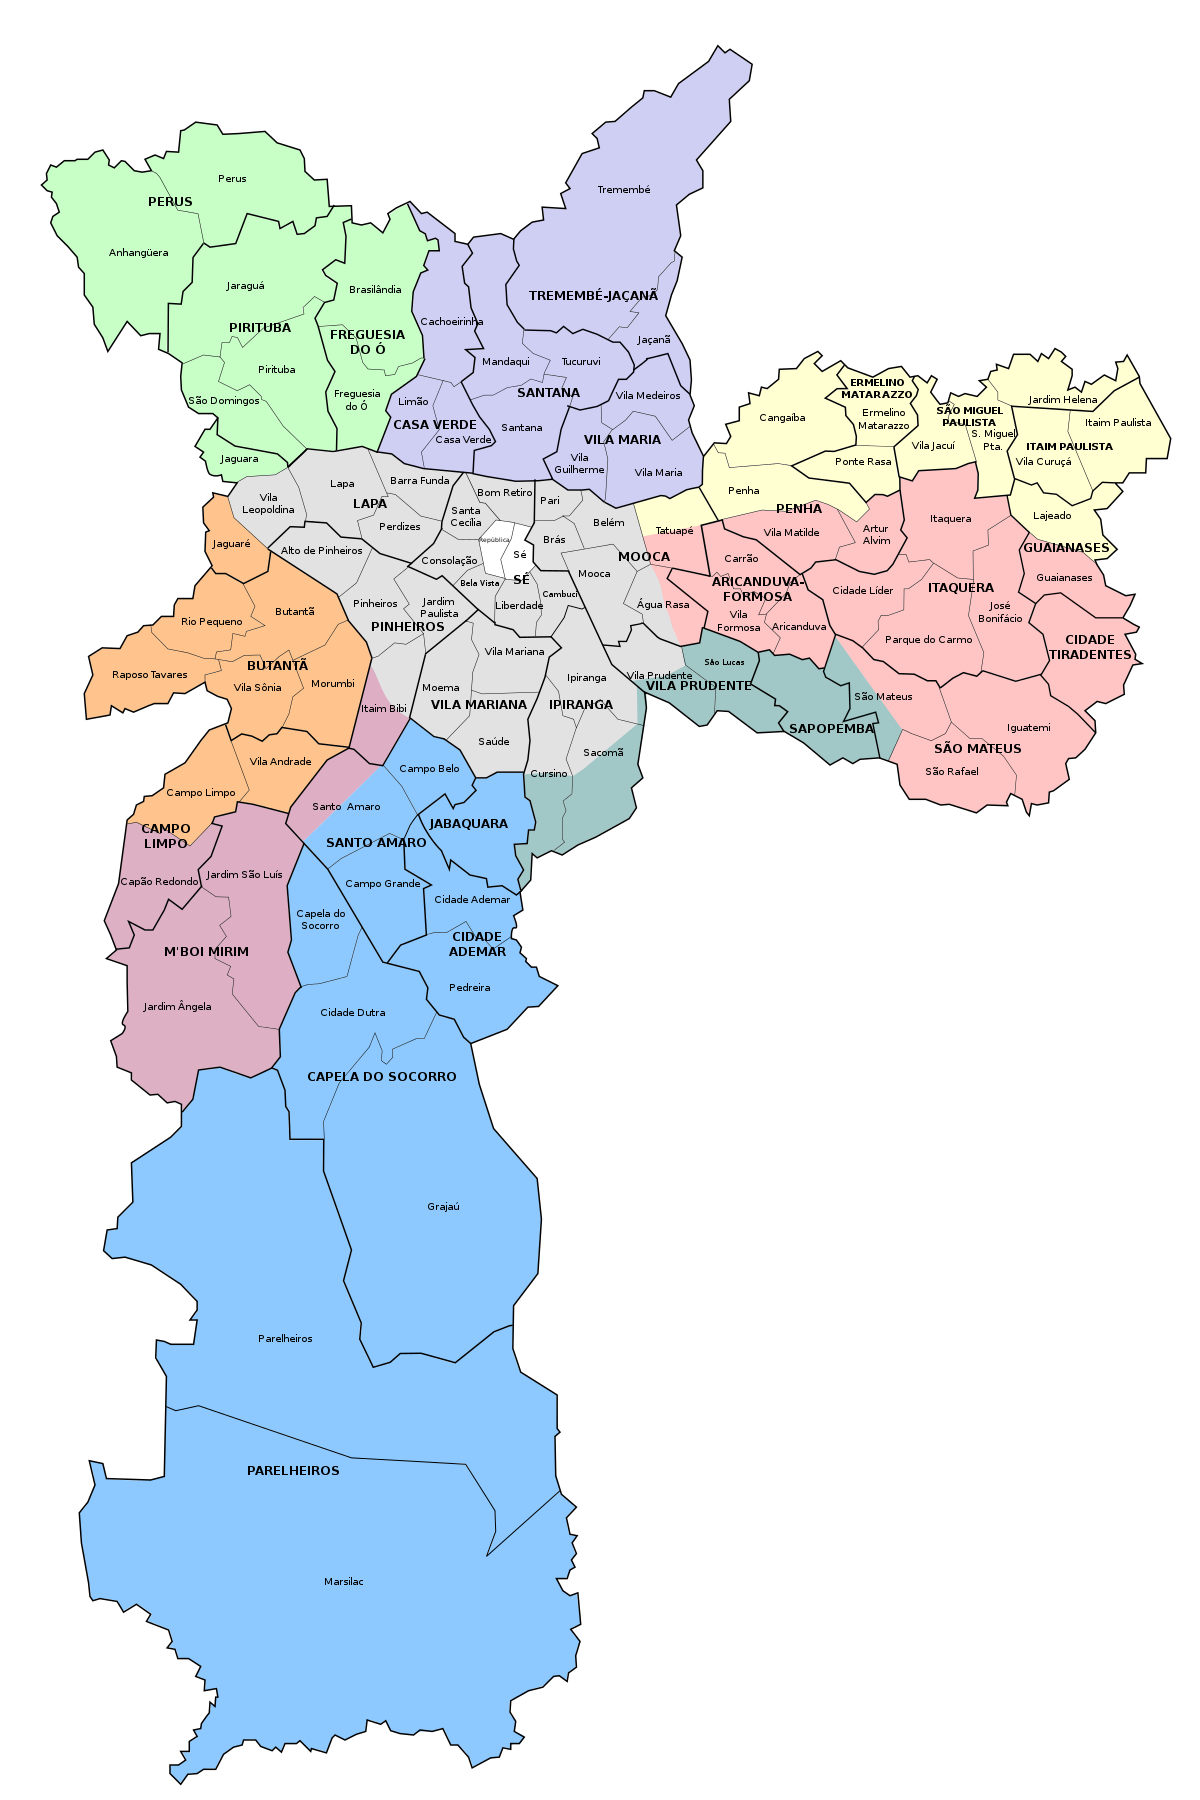 Perus
Tremembé
PERUS
Anhangüera
Jaraguá
Brasilândia
TREMEMBÉ-JAÇANÃ
Cachoeirinha
PIRITUBA
FREGUESIA
DO Ó
Jaçanã
Mandaqui
Tucuruvi
Pirituba
Freguesia
do Ó
São Domingos
Limão
SANTANA
Vila Medeiros
CASA VERDE
Casa Verde
Santana
VILA MARIA
Vila
Guilherme
Vila Maria
Jaguara
ERMELINO
MATARAZZO
Ermelino
Matarazzo
Cangaíba
SÃO MIGUEL
PAULISTA
S. Miguel
Pta.
Vila Jacuí
Jardim Helena
Itaim Paulista
ITAIM PAULISTA
Vila Curuçá
Ponte Rasa
Penha
PENHA
Lajeado
Lapa
Barra Funda
LAPA
Vila
Leopoldina
Perdizes
Bom Retiro
Pari
Santa
Cecília
República
Sé
Brás
Belém
Tatuapé
Vila Matilde
Artur
Alvim
Itaquera
GUAIANASES
Guaianases
Jaguaré
Alto de Pinheiros
Consolação
Bela Vista
SÉ
MOOCA
Mooca
Carrão
ARICANDUVA-
FORMOSA
Cidade Líder
ITAQUERA
José
Bonifácio
Pinheiros
Jardim
Paulista
Liberdade
Cambuci
Água Rasa
Vila
Formosa
Aricanduva
Parque do Carmo
CIDADE
TIRADENTES
PINHEIROS
Butantã
Rio Pequeno
BUTANTÃ
Raposo Tavares
Vila Sônia
Morumbi
Itaim Bibi
Vila Mariana
Moema
VILA MARIANA
Saúde
Ipiranga
IPIRANGA
Vila Prudente
São Lucas
VILA PRUDENTE
SAPOPEMBA
São Mateus
Iguatemi
SÃO MATEUS
São Rafael
Sacomã
Cursino
Vila Andrade
Campo Limpo
CAMPO
LIMPO
Campo Belo
Santo Amaro
JABAQUARA
SANTO AMARO
Capão Redondo
Jardim São Luís
Campo Grande
Cidade Ademar
Capela do
Socorro
M'BOI MIRIM
CIDADE
ADEMAR
Pedreira
Jardim Ângela
Cidade Dutra
CAPELA DO SOCORRO
Grajaú
Parelheiros
PARELHEIROS
Marsilac